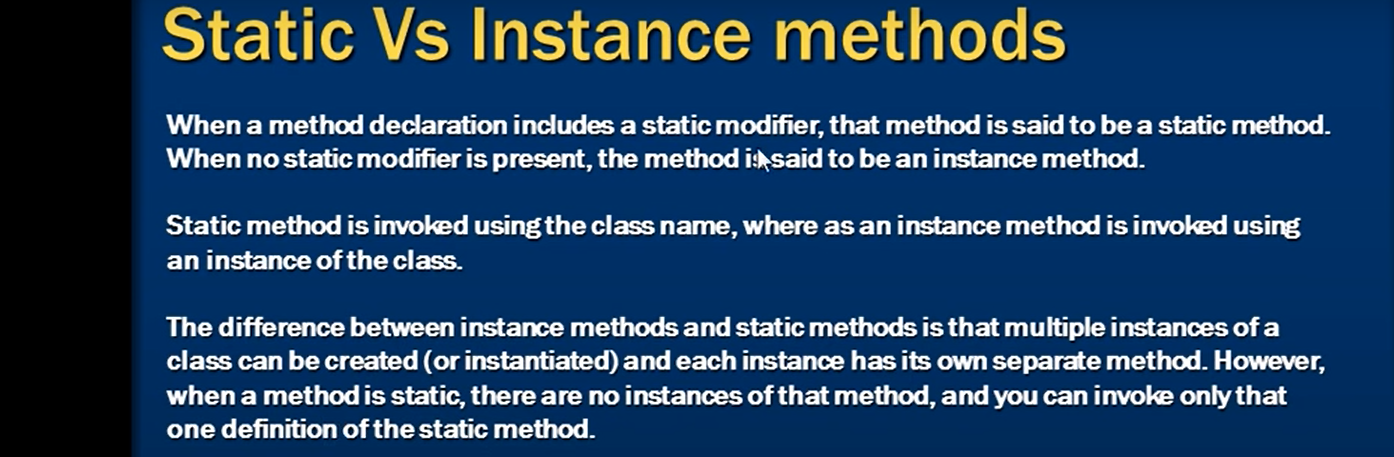 Static Vs Instance methods
When a method declaration includes a static modifier, that method is said to be a static method.
When no static modifier is present, the method is said to be an instance method.
Static method is invoked using the class name, where as an instance method is invoked using
an instance of the class.
The difference between instance methods and static methods is that multiple instances of a
class can be created (or instantiated) and each instance has its own separate method. However,
when a method is static, there are no instances of that method, and you can invoke only that
one definition of the static method.